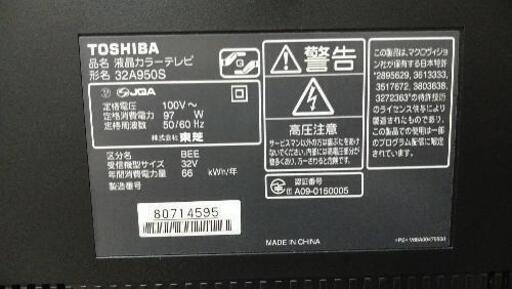 TOSHIBA
品名 液晶カラーテレビ
形名 32A950S
JQA
定格電圧 100V～
定格消費電力 97 W
定格周波数 50/60 Hz
株式会社 東芝
区分名 BEE
受信機型サイズ 32V
年間消費電力量 66 kWh/年
製造番号
80714595
警告
高圧注意
サービスマン以外の方は裏ぶたをあけないでください。内部には高電圧部分が数多くあり、万一さわると危険です。
認証番号
A09-0150005
MADE IN CHINA
この製品は、マクロヴィジョン社が保有する日本特許
"2895629, 3613333,
3517672, 3803638,
3272363"の特許技術
のライセンス供与により
製造されたものであり、
この製品での使用は一部
のプログラム配信に限定されています。